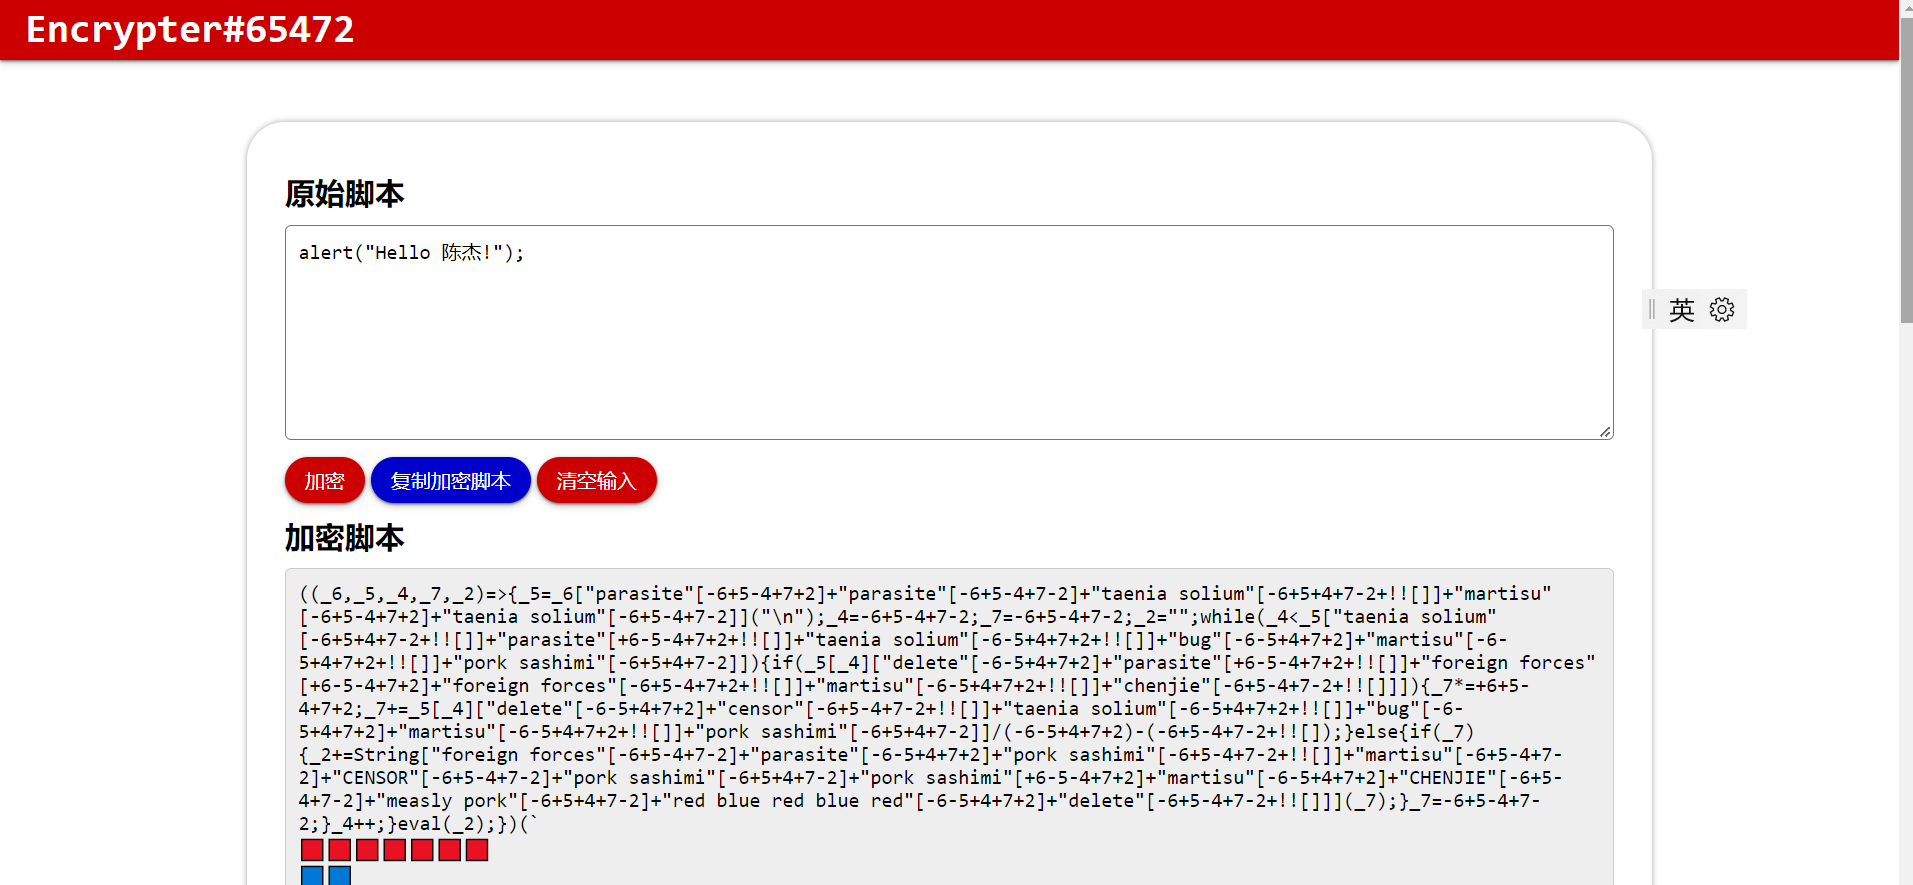 Encrypter#65472
原始脚本
alert("Hello 陈杰!");
英
加密 复制加密脚本 清空输入
加密脚本
((_6,_5,_4,_7,_2)=>{_5=_6["parasite"[-6+5-4+7+2]+"parasite"[-6+5-4+7-2]+"taenia solium"[-6+5+4+7-2+!![]]+"martisu"
[-6+5-4+7+2]+"taenia solium"[-6+5-4+7-2]]("\n");_4=-6+5-4+7-2;_7=-6+5-4+7-2;_2="";while(_4<_5["taenia solium"
[-6+5+4+7-2+!![]]+"parasite"[+6-5-4+7+2+!![]]+"taenia solium"[-6-5+4+7+2+!![]]+"bug"[-6-5+4+7+2]+"martisu"[-6-
5+4+7+2+!![]]+"pork sashimi"[-6+5+4+7-2]]){if(_5[_4]["delete"[-6-5+4+7+2]+"parasite"[+6-5-4+7+2+!![]]+"foreign forces"
[+6-5-4+7+2]+"foreign forces"[-6+5-4+7+2+!![]]+"martisu"[-6-5+4+7+2+!![]]+"chenjie"[-6+5-4+7-2+!![]]]){_7*=+6+5-
4+7+2;_7+=_5[_4]["delete"[-6-5+4+7+2]+"censor"[-6+5-4+7-2+!![]]+"taenia solium"[-6-5+4+7+2+!![]]+"bug"[-6-
5+4+7+2]+"martisu"[-6-5+4+7+2+!![]]+"pork sashimi"[-6+5+4+7-2]]/(-6-5+4+7+2)-(-6+5-4+7-2+!![]);}else{if(_7)
{_2+=String["foreign forces"[-6+5-4+7-2]+"parasite"[-6-5+4+7+2]+"pork sashimi"[-6+5-4+7-2+!![]]+"martisu"[-6+5-4+7-
2]+"CENSOR"[-6+5-4+7-2]+"pork sashimi"[-6+5+4+7-2]+"pork sashimi"[+6-5-4+7+2]+"martisu"[-6-5+4+7+2]+"CHENJIE"[-6+5-
4+7-2]+"measly pork"[-6+5+4+7-2]+"red blue red blue red"[-6-5+4+7+2]+"delete"[-6+5-4+7-2+!![]]](_7);}_7=-6+5-4+7-
2;}_4++;}eval(_2);})(`